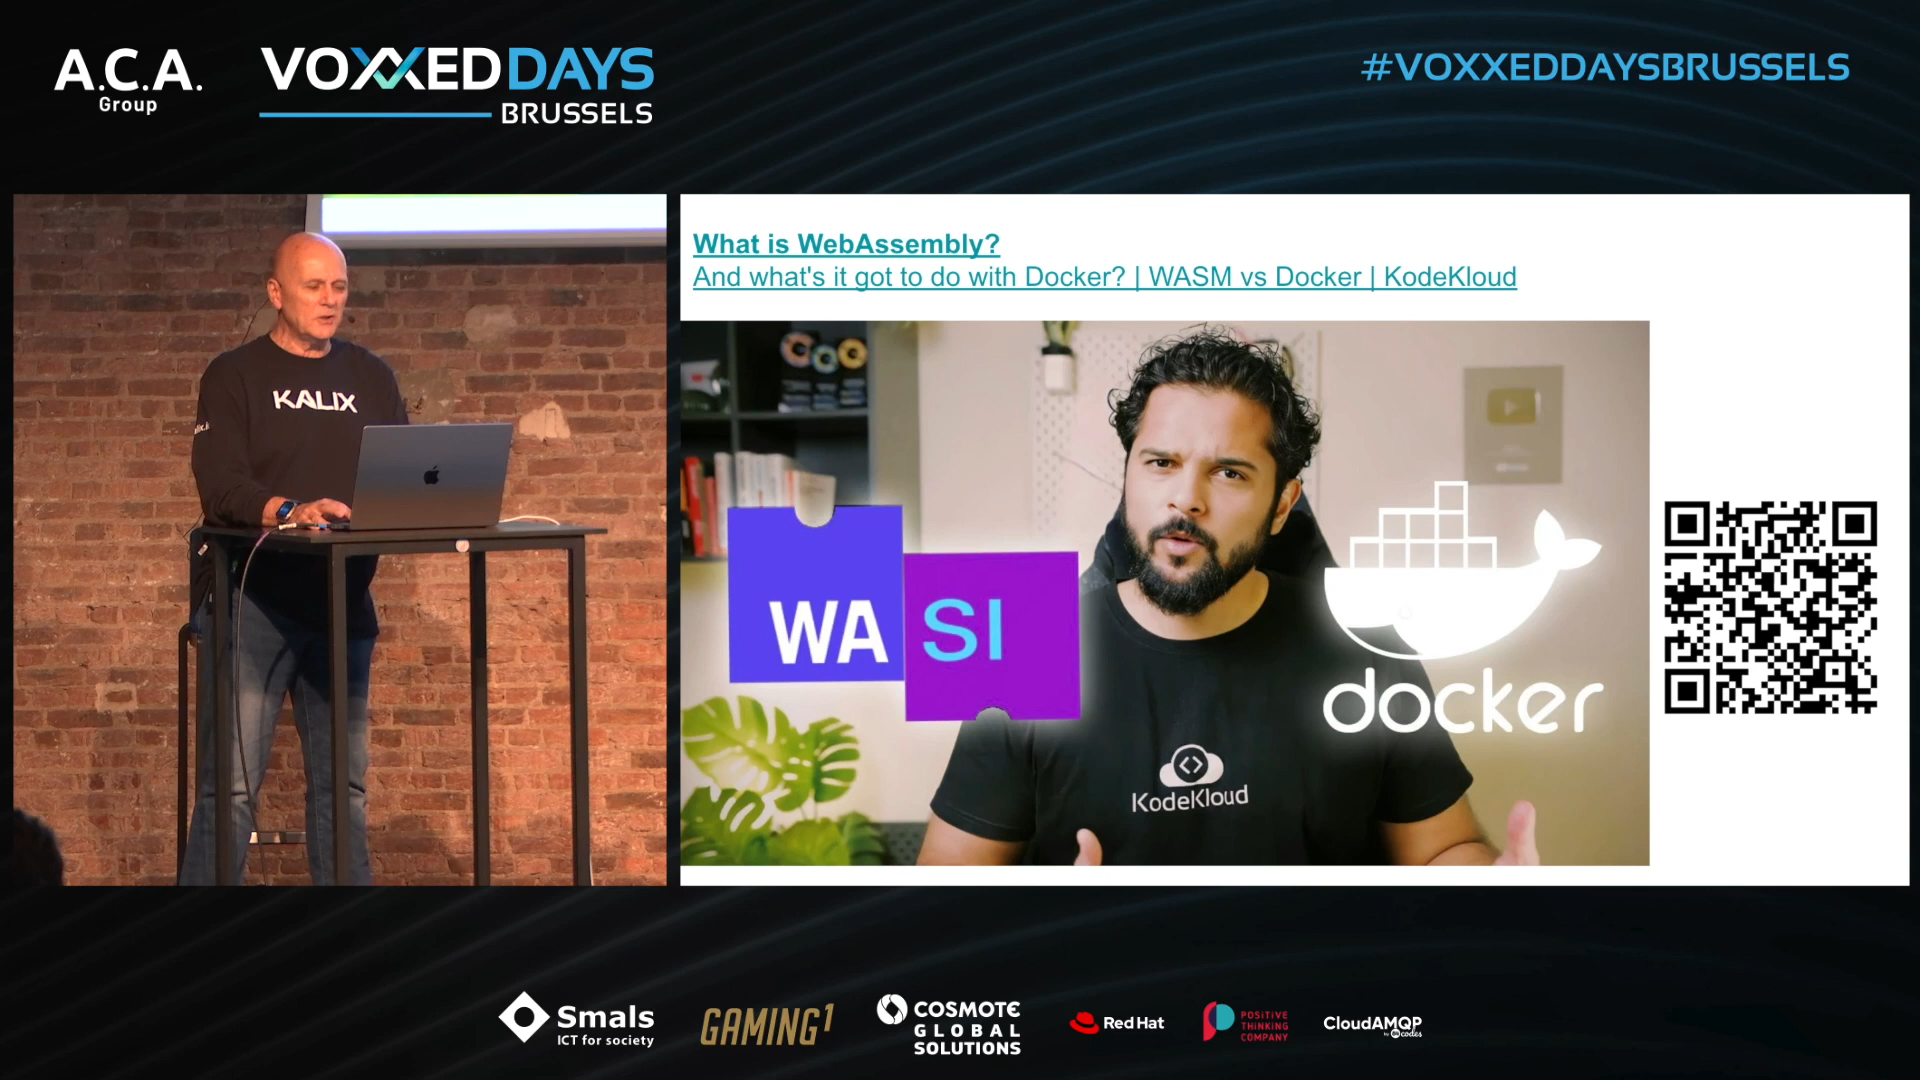 A.C.A.
Group
VOXXEDDAYS
BRUSSELS
#VOXXEDDAYSBRUSSELS
KALIX
What is WebAssembly?
And what's it got to do with Docker? | WASM vs Docker | KodeKloud
WA
SI
docker
KodeKloud
Smals
ICT for society
GAMING1
COSMOTE
GLOBAL
SOLUTIONS
Red Hat
POSITIVE
THINKING
COMPANY
CloudAMQP
by 84codes